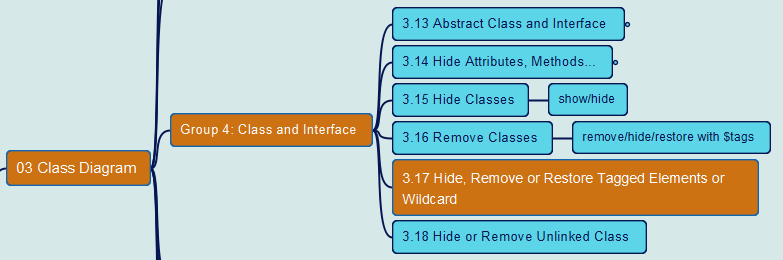 3.13 Abstract Class and Interface
3.14 Hide Attributes, Methods...
3.15 Hide Classes
show/hide
Group 4: Class and Interface
3.16 Remove Classes
remove/hide/restore with $tags
03 Class Diagram
3.17 Hide, Remove or Restore Tagged Elements or
Wildcard
3.18 Hide or Remove Unlinked Class